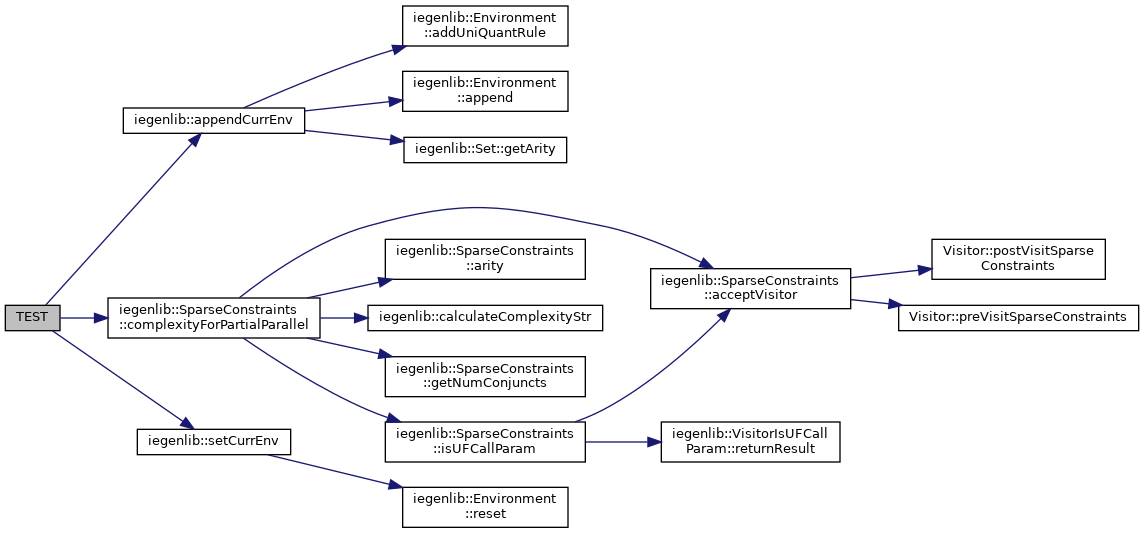 iegenlib::Environment
::addUniQuantRule
iegenlib::Environment
::append
iegenlib::appendCurrEnv
iegenlib::Set::getArity
iegenlib::SparseConstraints
::arity
Visitor::postVisitSparse
Constraints
iegenlib::SparseConstraints
::acceptVisitor
TEST
iegenlib::SparseConstraints
::complexityForPartialParallel
iegenlib::calculateComplexityStr
Visitor::preVisitSparseConstraints
iegenlib::SparseConstraints
::getNumConjuncts
iegenlib::setCurrEnv
iegenlib::SparseConstraints
::isUFCallParam
iegenlib::VisitorIsUFCall
Param::returnResult
iegenlib::Environment
::reset